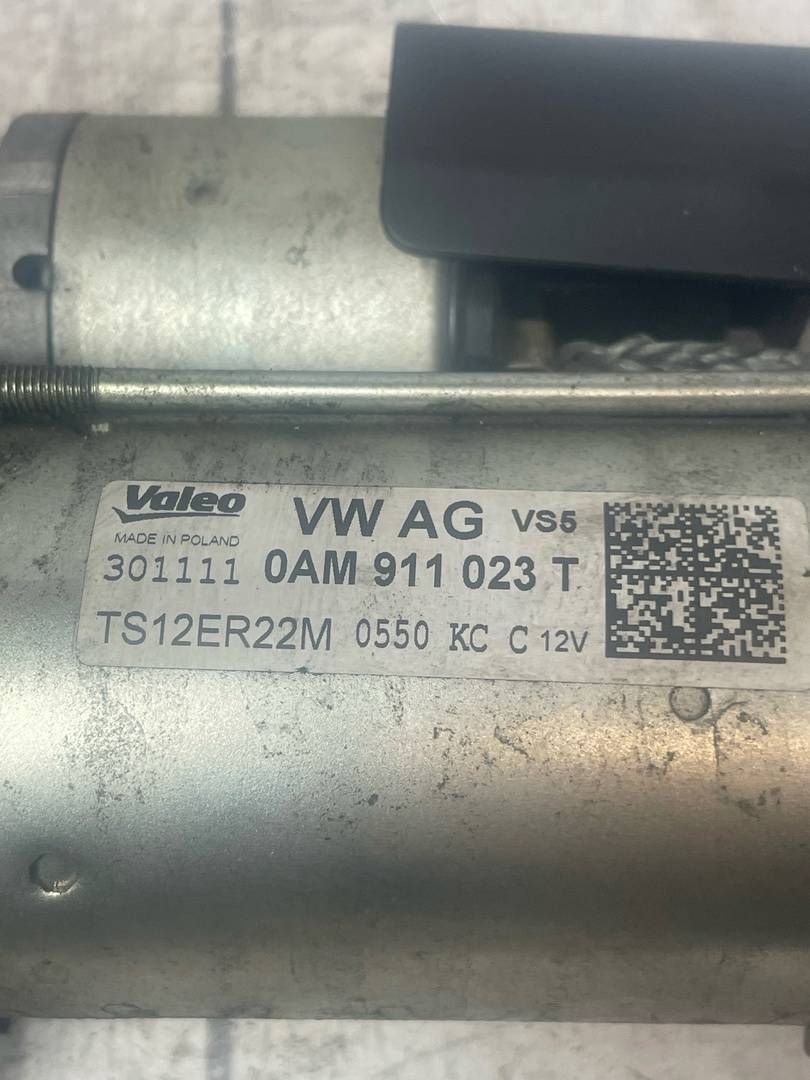 Valeo VW AG VS5
MADE IN POLAND
301111 0AM 911 023 T
TS12ER22M 0550 KC C 12V